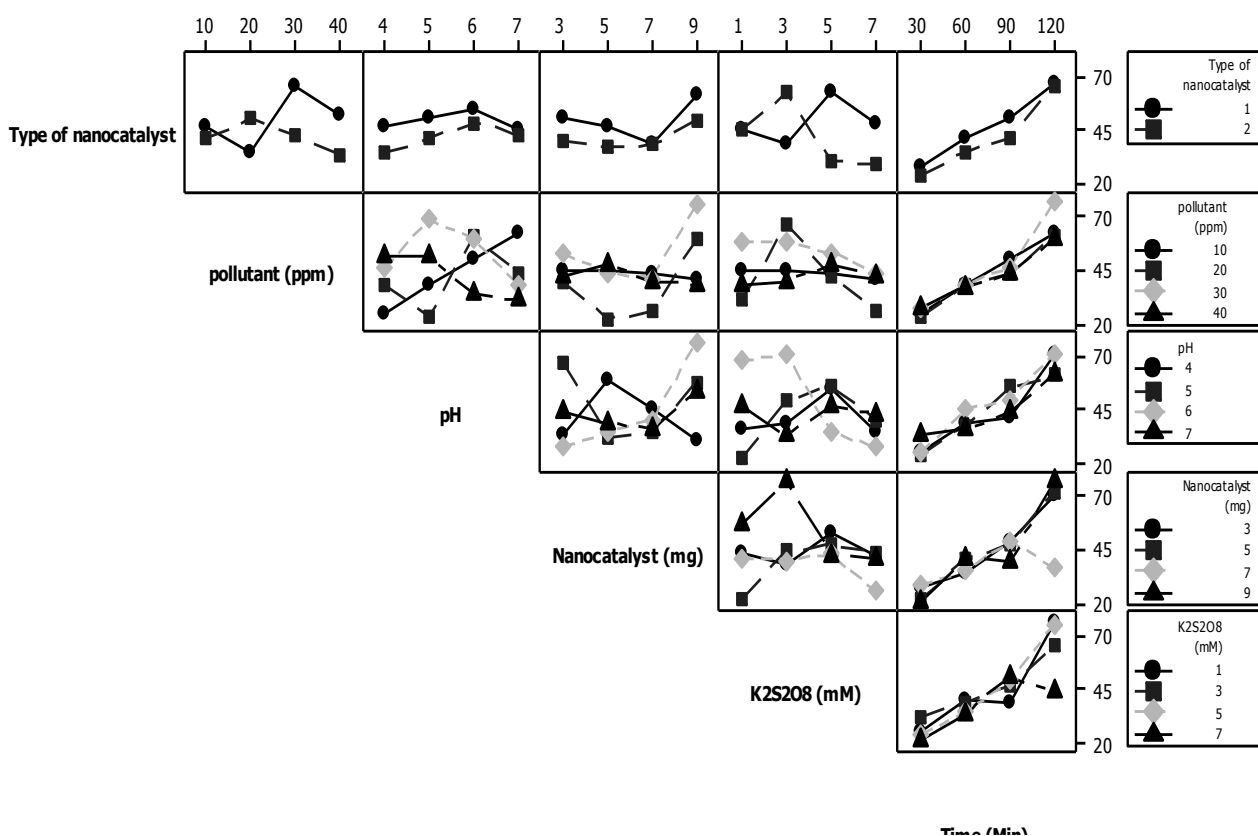 10 20 30 40 4 5 6 7 3 5 7 9 1 3 5 7 30 60 90 120
Type of nanocatalyst
70
45
20
Type of
nanocatalyst
1
2
pollutant (ppm)
70
45
20
pollutant
(ppm)
10
20
30
40
pH
70
45
20
pH
4
5
6
7
Nanocatalyst (mg)
70
45
20
Nanocatalyst
(mg)
3
5
7
9
K2S2O8 (mM)
70
45
20
K2S2O8
(mM)
1
3
5
7
Time (Min)